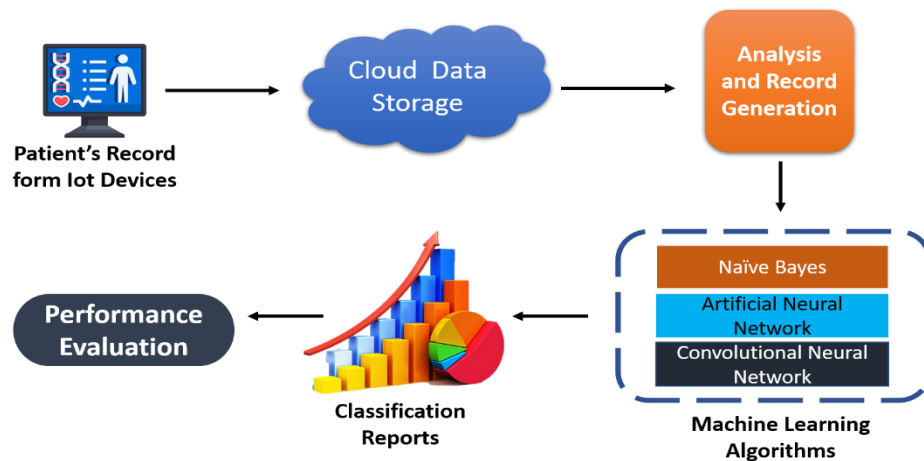 Patient’s Record
form Iot Devices
Cloud Data
Storage
Analysis
and Record
Generation
Naïve Bayes
Artificial Neural
Network
Convolutional Neural
Network
Machine Learning
Algorithms
Classification
Reports
Performance
Evaluation